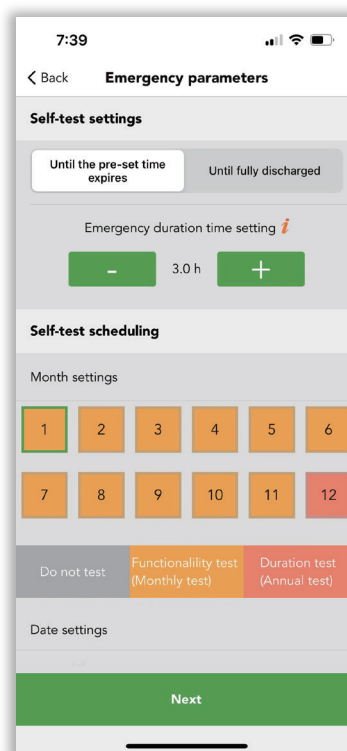 7:39
Back
Emergency parameters
Self-test settings
Until the pre-set time
expires
Until fully discharged
Emergency duration time setting i
-
3.0 h
+
Self-test scheduling
Month settings
1 2 3 4 5 6
7 8 9 10 11 12
Do not test
Functionalility test
(Monthly test)
Duration test
(Annual test)
Date settings
Next